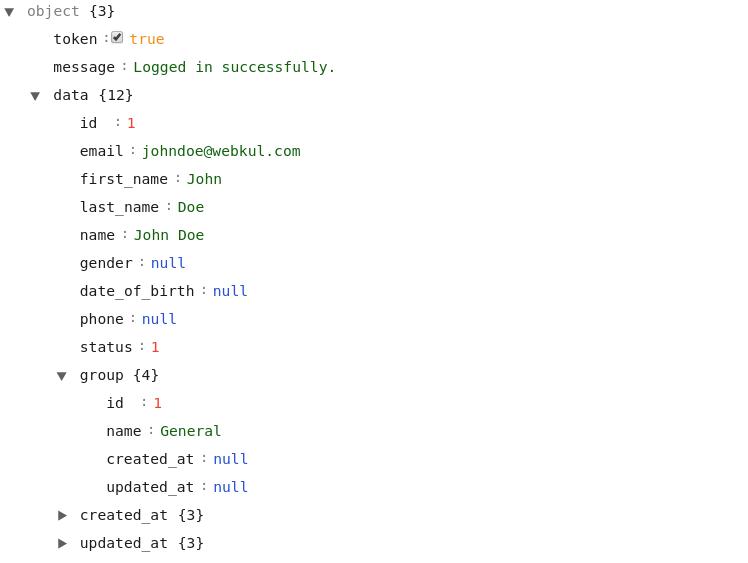 object {3}
token : true
message : Logged in successfully.
data {12}
id : 1
email : johndoe@webkul.com
first_name : John
last_name : Doe
name : John Doe
gender : null
date_of_birth : null
phone : null
status : 1
group {4}
id : 1
name : General
created_at : null
updated_at : null
created_at {3}
updated_at {3}